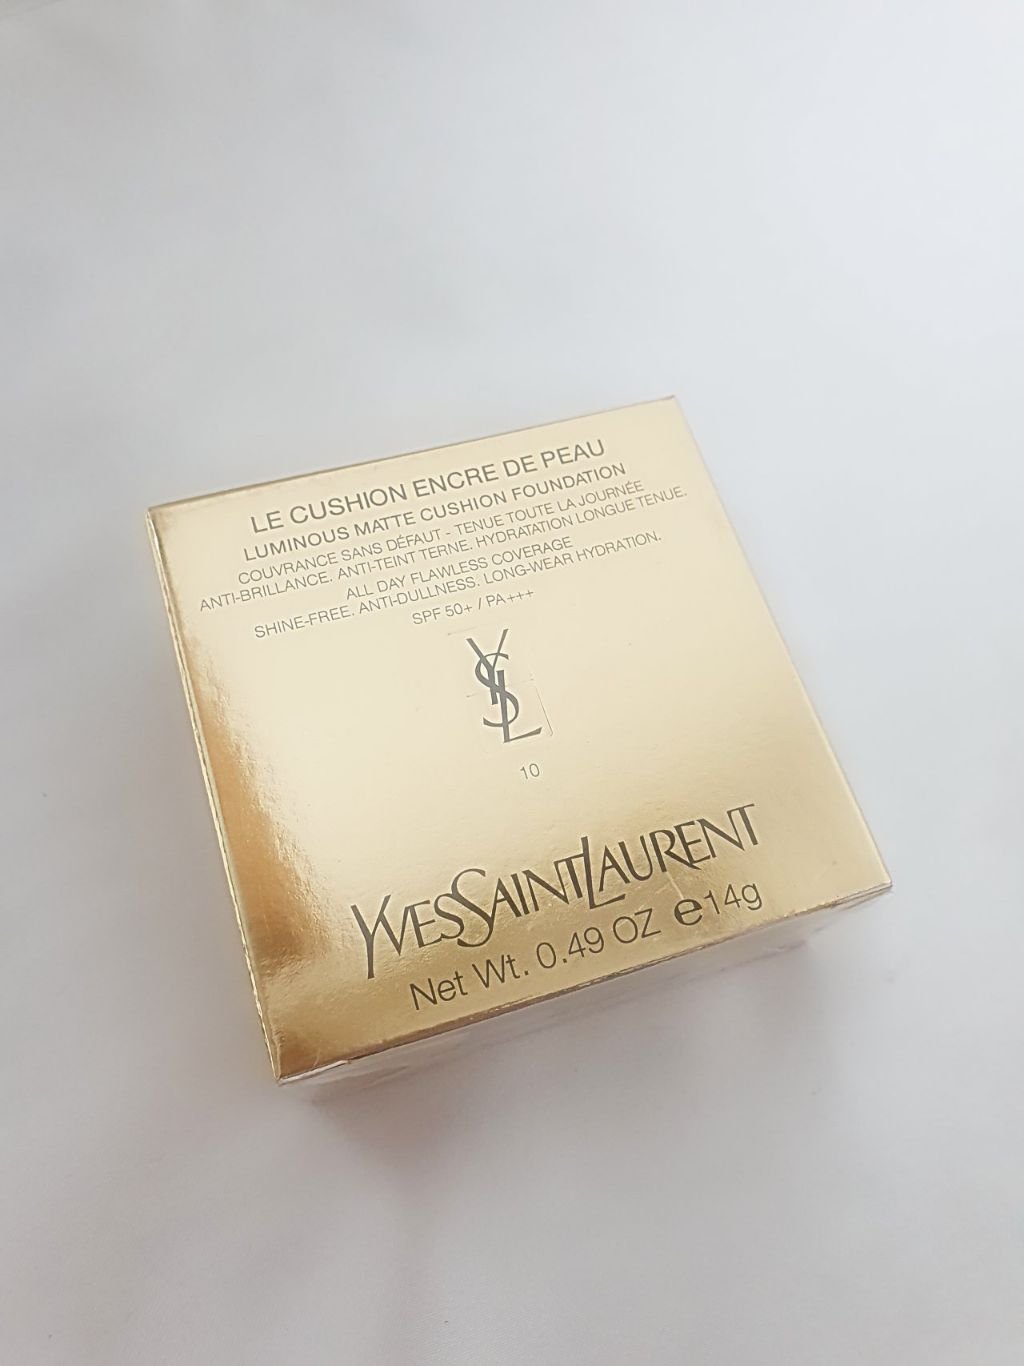 LE CUSHION ENCRE DE PEAU
LUMINOUS MATTE CUSHION FOUNDATION
COUVRANCE SANS DÉFAUT - TENUE TOUTE LA JOURNÉE
ANTI-BRILLANCE. ANTI-TEINT TERNE. HYDRATATION LONGUE TENUE.
ALL DAY FLAWLESS COVERAGE
SHINE-FREE. ANTI-DULLNESS. LONG-WEAR HYDRATION.
SPF 50+ / PA+++
YSL
10
YVESSAINTLAURENT
Net Wt. 0.49 OZ e14g